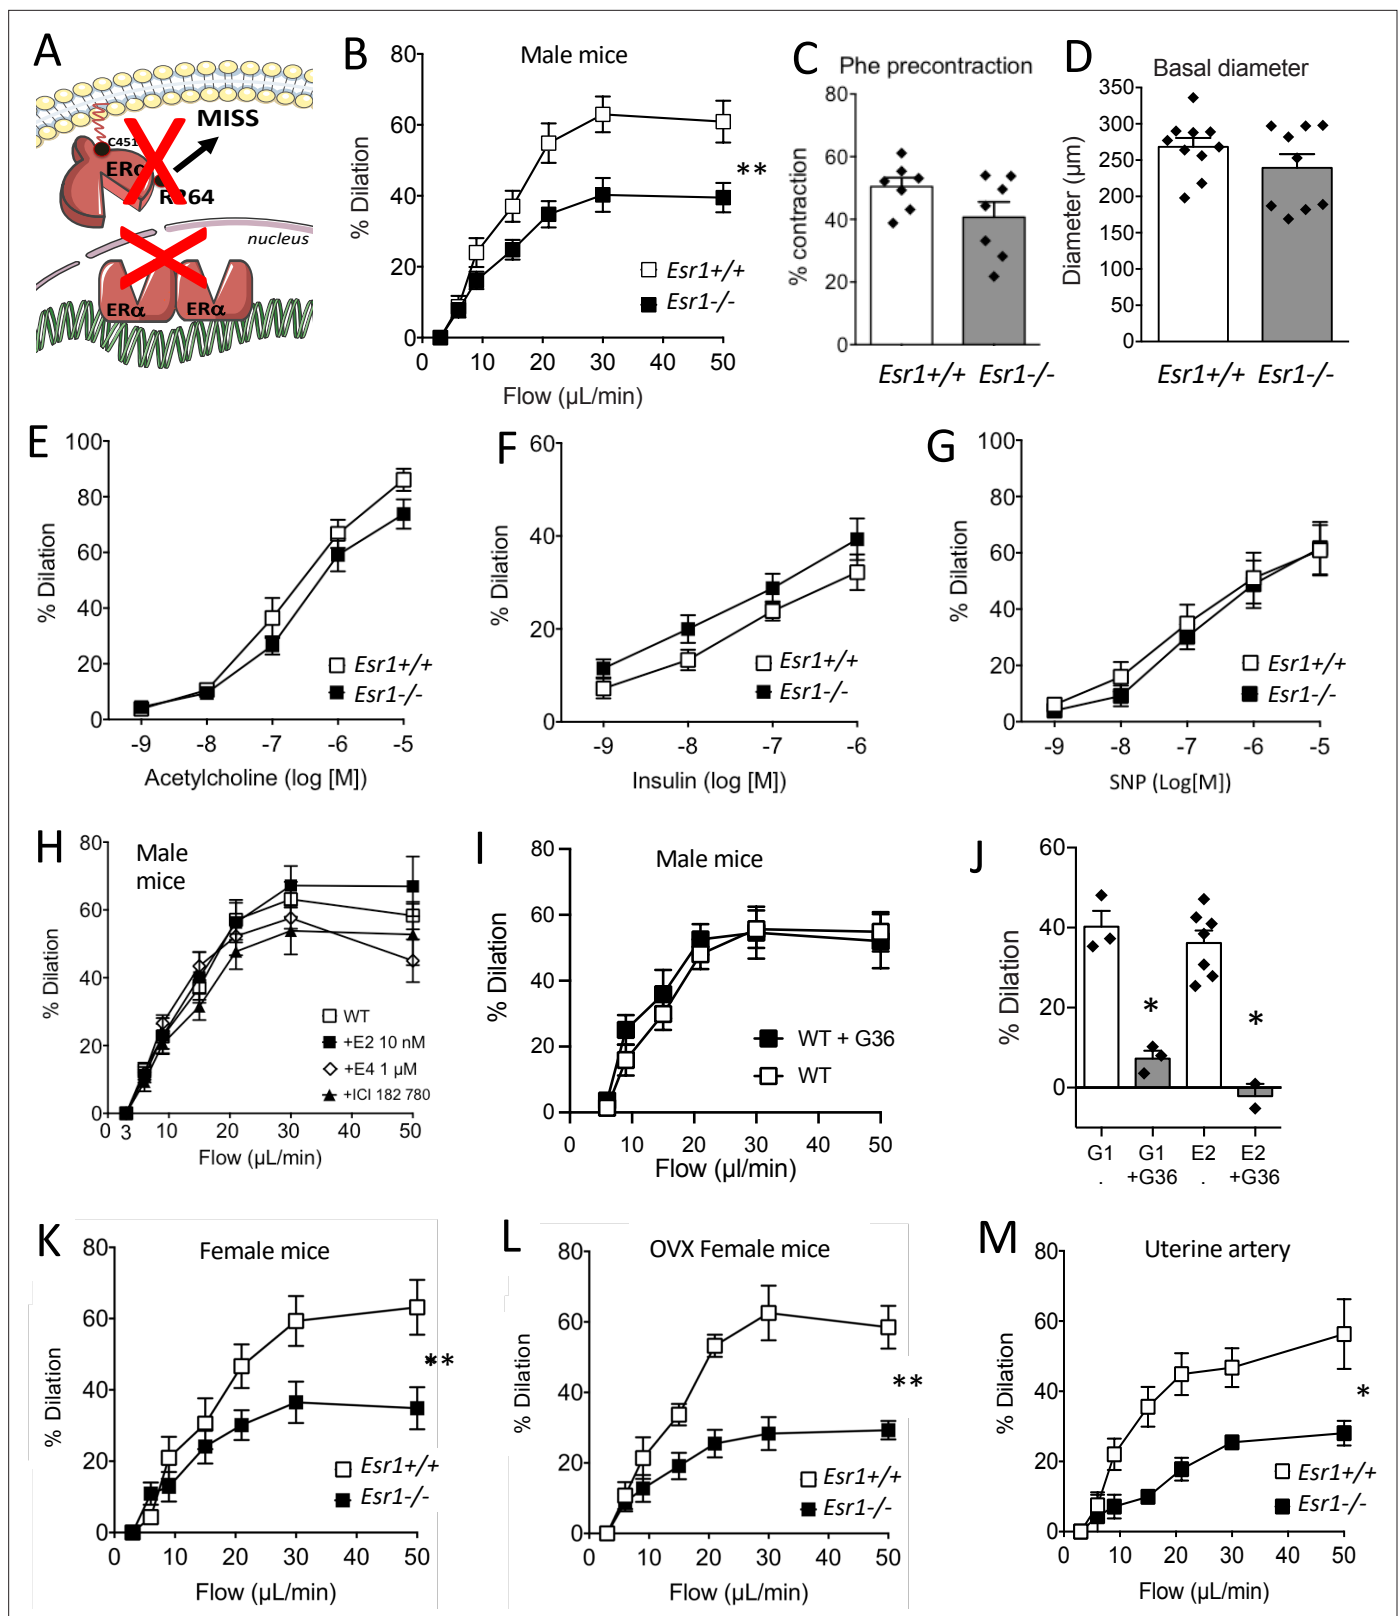 A
MISS
C451
ERα
R264
nucleus
ERα
ERα
B
Male mice
80
60
40
20
0
% Dilation
**
Esr1+/+
Esr1-/-
0
10
20
30
40
50
Flow (µL/min)
C
Phe precontraction
80
60
40
20
0
% contraction
Esr1+/+ Esr1-/-
D
Basal diameter
350
300
250
200
150
100
50
0
Diameter (µm)
Esr1+/+ Esr1-/-
E
100
80
60
40
20
0
% Dilation
Esr1+/+
Esr1-/-
-9
-8
-7
-6
-5
Acetylcholine (log [M])
F
60
40
20
0
% Dilation
Esr1+/+
Esr1-/-
-9
-8
-7
-6
Insulin (log [M])
G
100
80
60
40
20
0
% Dilation
Esr1+/+
Esr1-/-
-9
-8
-7
-6
-5
SNP (Log[M])
H
Male
mice
80
60
40
20
0
% Dilation
WT
+E2 10 nM
+E4 1 µM
+ICI 182 780
0
3
10
20
30
40
50
Flow (µL/min)
I
Male mice
80
60
40
20
0
% Dilation
WT + G36
WT
0
10
20
30
40
50
Flow (µl/min)
J
60
40
20
0
% Dilation
*
*
G1
.
G1
+G36
E2
.
E2
+G36
K
Female mice
80
60
40
20
0
% Dilation
**
Esr1+/+
Esr1-/-
0
10
20
30
40
50
Flow (µL/min)
L
OVX Female mice
80
60
40
20
0
% Dilation
**
Esr1+/+
Esr1-/-
0
10
20
30
40
50
Flow (µL/min)
M
Uterine artery
80
60
40
20
0
% Dilation
*
Esr1+/+
Esr1-/-
0
10
20
30
40
50
Flow (µL/min)